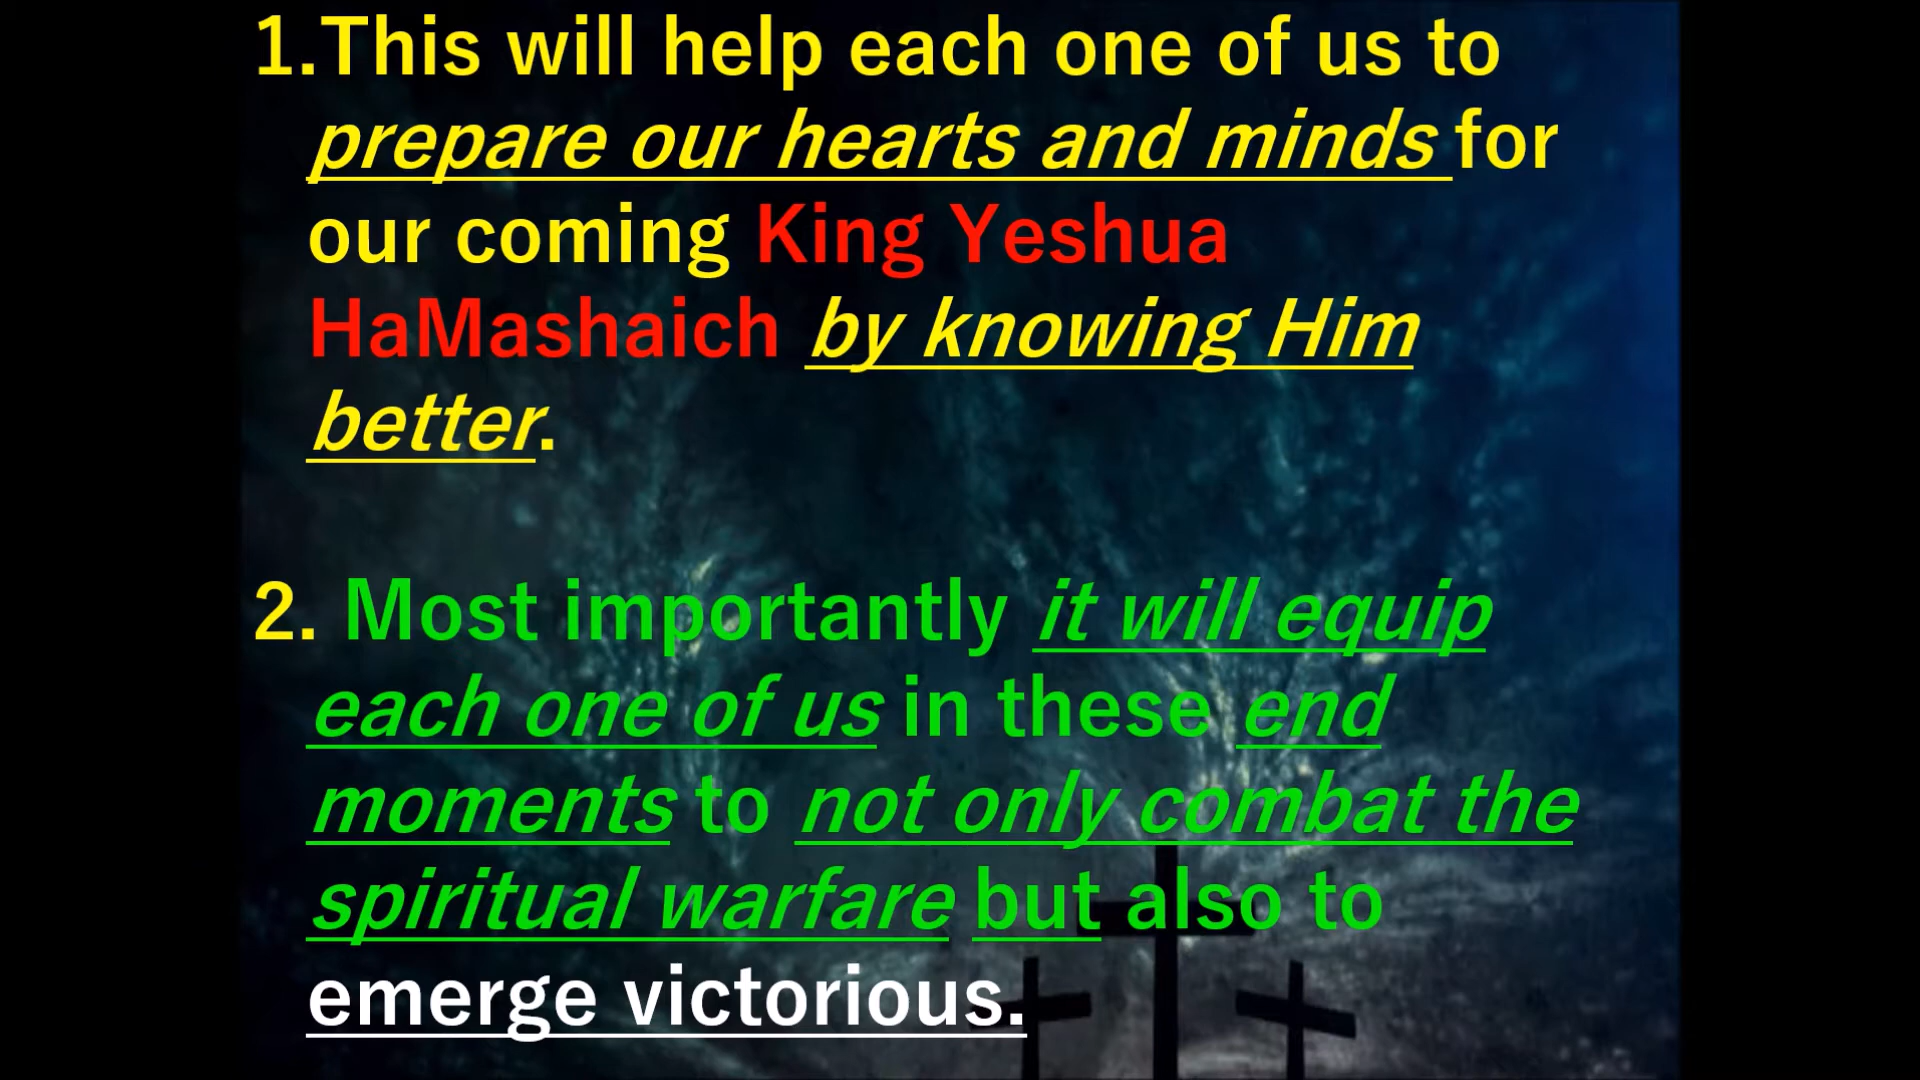 1.This will help each one of us to
prepare our hearts and minds for
our coming King Yeshua
HaMashaich by knowing Him
better.
2. Most importantly it will equip
each one of us in these end
moments to not only combat the
spiritual warfare but also to
emerge victorious.